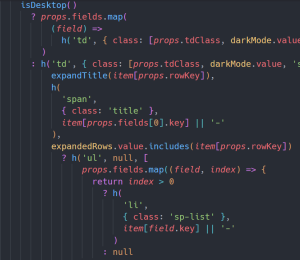 isDesktop()
? props.fields.map(
(field) =>
h('td', { class: [props.tdClass, darkMode.value
)
: h('td', { class: [props.tdClass, darkMode.value, 's
expandTitle(item[props.rowKey]),
h(
'span',
{ class: 'title' },
item[props.fields[0].key] || '-'
),
expandedRows.value.includes(item[props.rowKey])
? h('ul', null, [
props.fields.map((field, index) => {
return index > 0
? h(
'li',
{ class: 'sp-list' },
item[field.key] || '-'
)
: null